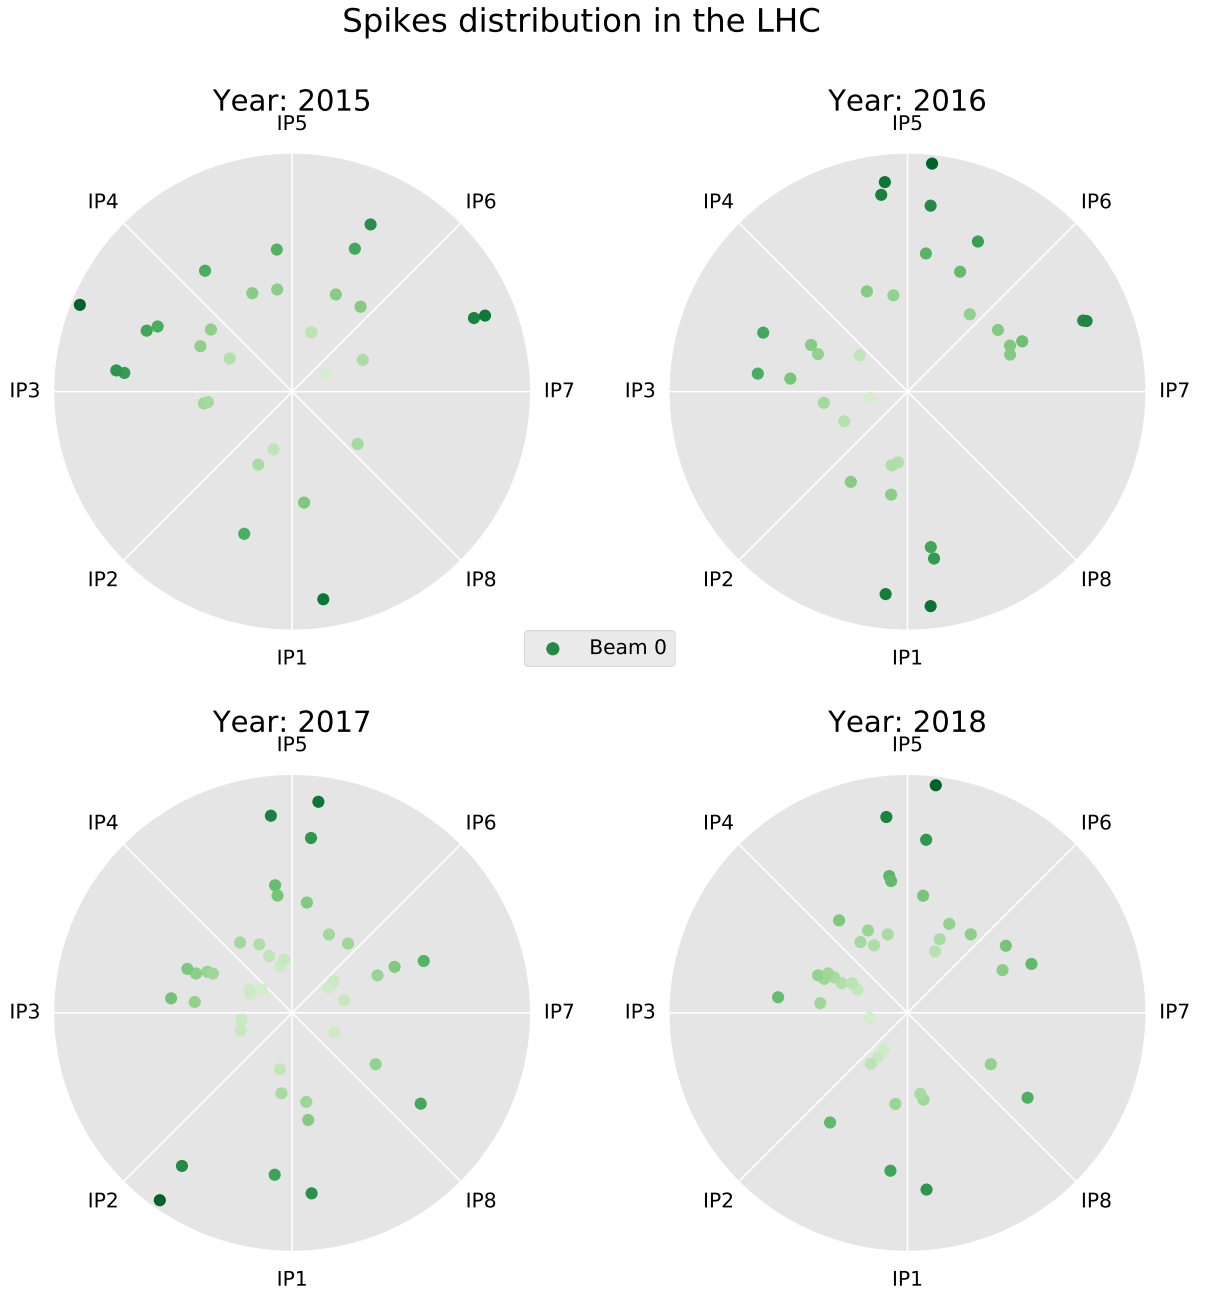 Spikes distribution in the LHC
Year: 2015
IP5
IP4
IP6
IP3
IP7
IP2
IP8
IP1
Year: 2016
IP5
IP4
IP6
IP3
IP7
IP2
IP8
IP1
Beam 0
Year: 2017
IP5
IP4
IP6
IP3
IP7
IP2
IP8
IP1
Year: 2018
IP5
IP4
IP6
IP3
IP7
IP2
IP8
IP1